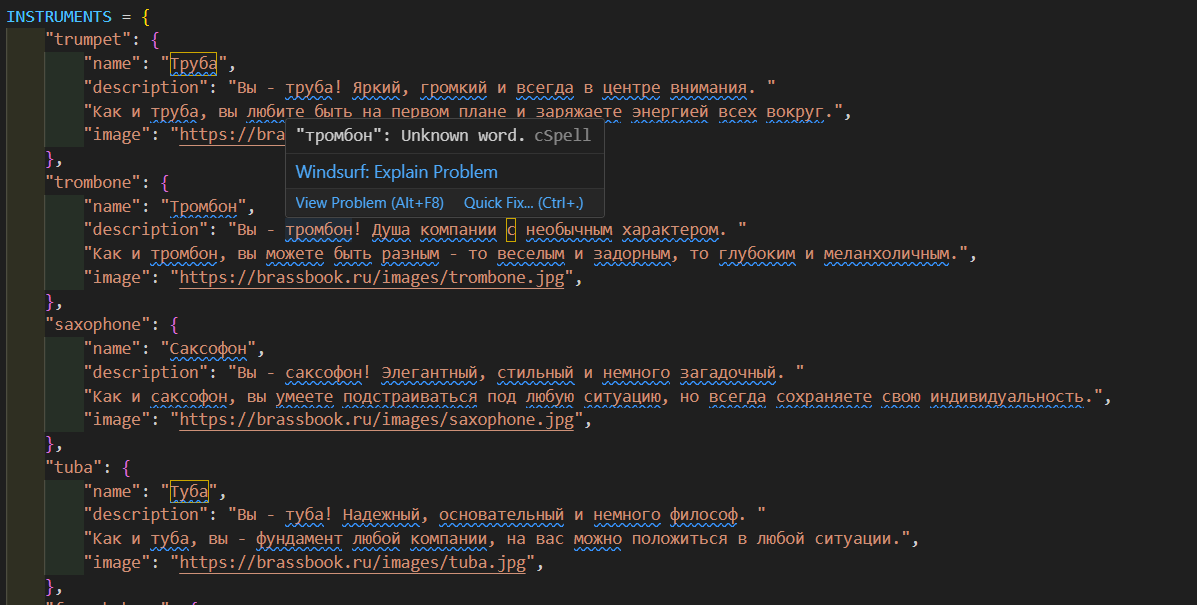 INSTRUMENTS = {
"trumpet": {
"name": "Труба",
"description": "Вы - труба! Яркий, громкий и всегда в центре внимания. "
"Как и труба, вы любите быть на первом плане и заряжаете энергией всех вокруг.",
"image": "https://bra
"тромбон": Unknown word. cSpell
Windsurf: Explain Problem
View Problem (Alt+F8) Quick Fix... (Ctrl+.)
},
"trombone": {
"name": "Тромбон",
"description": "Вы - тромбон! Душа компании с необычным характером. "
"Как и тромбон, вы можете быть разным - то веселым и задорным, то глубоким и меланхоличным.",
"image": "https://brassbook.ru/images/trombone.jpg",
},
"saxophone": {
"name": "Саксофон",
"description": "Вы - саксофон! Элегантный, стильный и немного загадочный. "
"Как и саксофон, вы умеете подстраиваться под любую ситуацию, но всегда сохраняете свою индивидуальность.",
"image": "https://brassbook.ru/images/saxophone.jpg",
},
"tuba": {
"name": "Туба",
"description": "Вы - туба! Надежный, основательный и немного философ. "
"Как и туба, вы - фундамент любой компании, на вас можно положиться в любой ситуации.",
"image": "https://brassbook.ru/images/tuba.jpg",
},